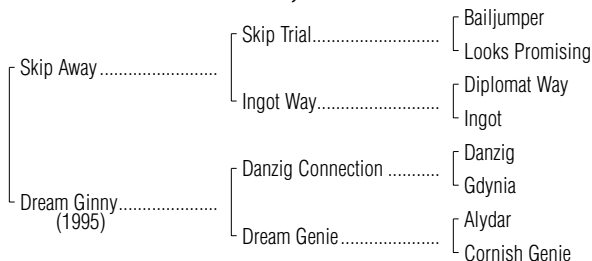 Bailjumper
Skip Trial....................................
Looks Promising
Skip Away ...........................
Diplomat Way
Ingot Way...................................
Ingot
Danzig
Danzig Connection ...........
Gdynia
Dream Ginny......................
(1995)
Alydar
Dream Genie............................
Cornish Genie